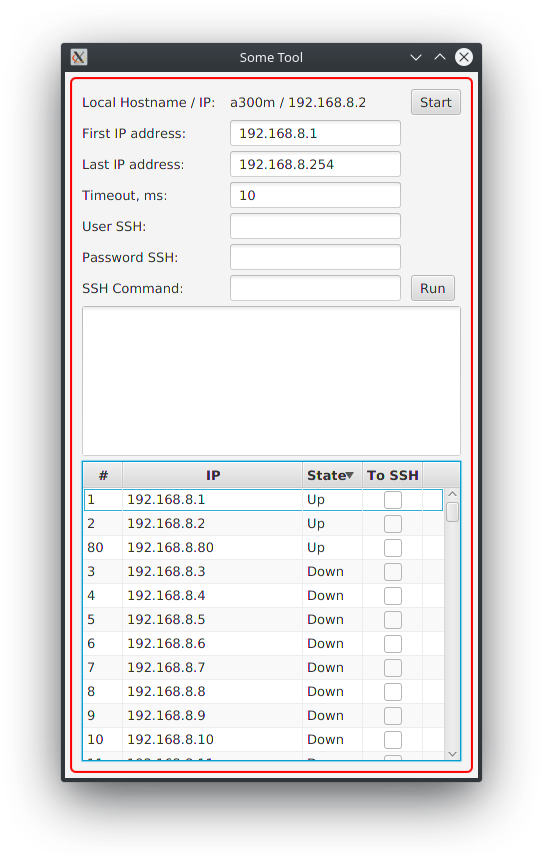 Some Tool
Local Hostname / IP: a300m / 192.168.8.2 Start
First IP address: 192.168.8.1
Last IP address: 192.168.8.254
Timeout, ms: 10
User SSH:
Password SSH:
SSH Command: Run
# IP State To SSH
1 192.168.8.1 Up
2 192.168.8.2 Up
80 192.168.8.80 Up
3 192.168.8.3 Down
4 192.168.8.4 Down
5 192.168.8.5 Down
6 192.168.8.6 Down
7 192.168.8.7 Down
8 192.168.8.8 Down
9 192.168.8.9 Down
10 192.168.8.10 Down